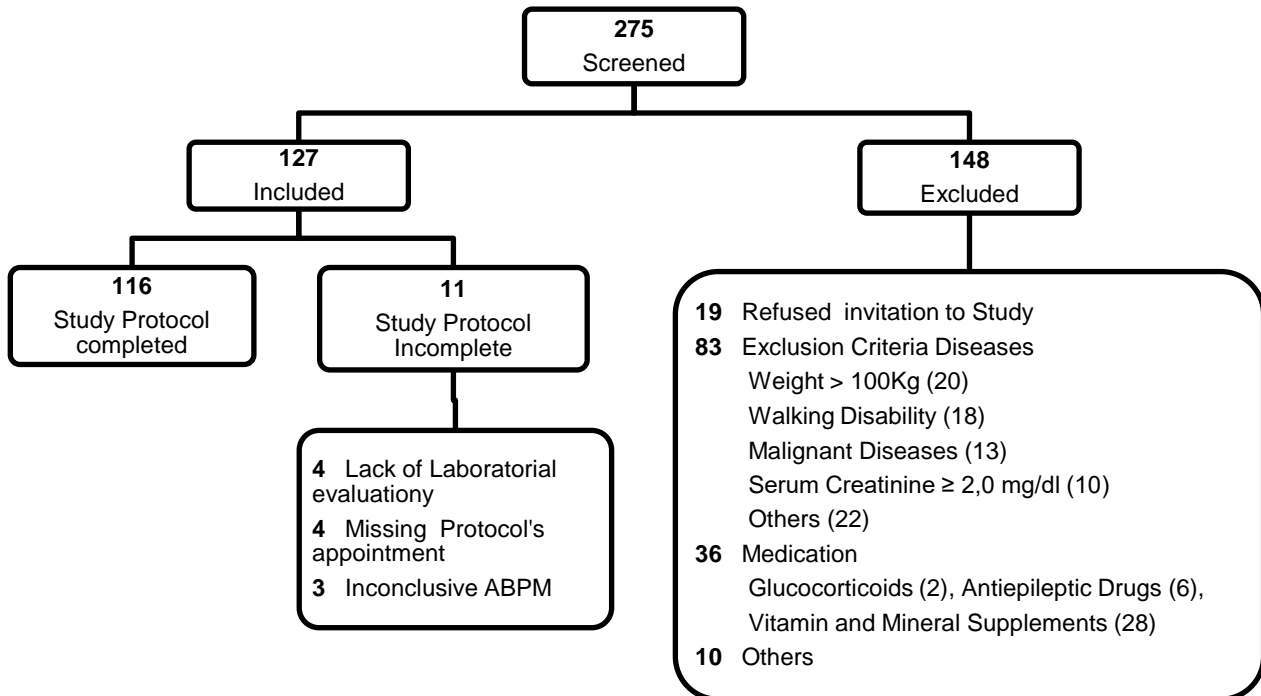 275
Screened
127
Included
148
Excluded
116
Study Protocol
completed
11
Study Protocol
Incomplete
4 Lack of Laboratorial
evaluationy
4 Missing Protocol's
appointment
3 Inconclusive ABPM
19 Refused invitation to Study
83 Exclusion Criteria Diseases
Weight > 100Kg (20)
Walking Disability (18)
Malignant Diseases (13)
Serum Creatinine ≥ 2,0 mg/dl (10)
Others (22)
36 Medication
Glucocorticoids (2), Antiepileptic Drugs (6),
Vitamin and Mineral Supplements (28)
10 Others